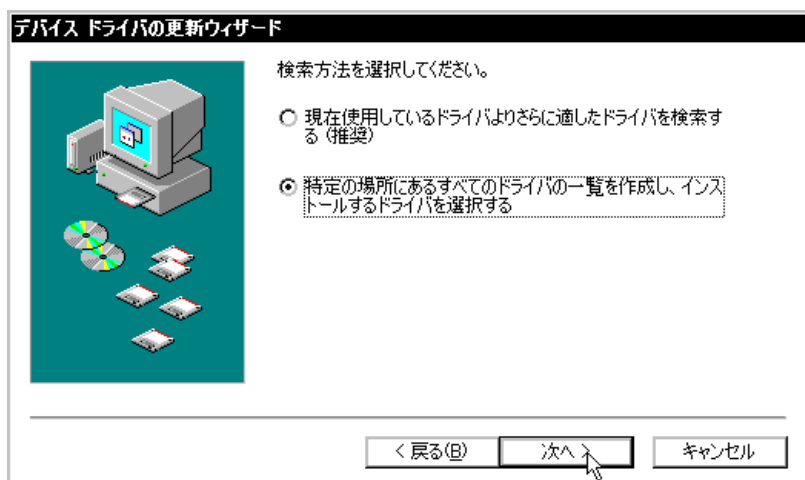 デバイス ドライバの更新ウィザード
検索方法を選択してください。
現在使用しているドライバよりさらに適したドライバを検索す
る (推奨)
特定の場所にあるすべてのドライバの一覧を作成し、インス
トールするドライバを選択する
< 戻る(B)
次へ >
キャンセル